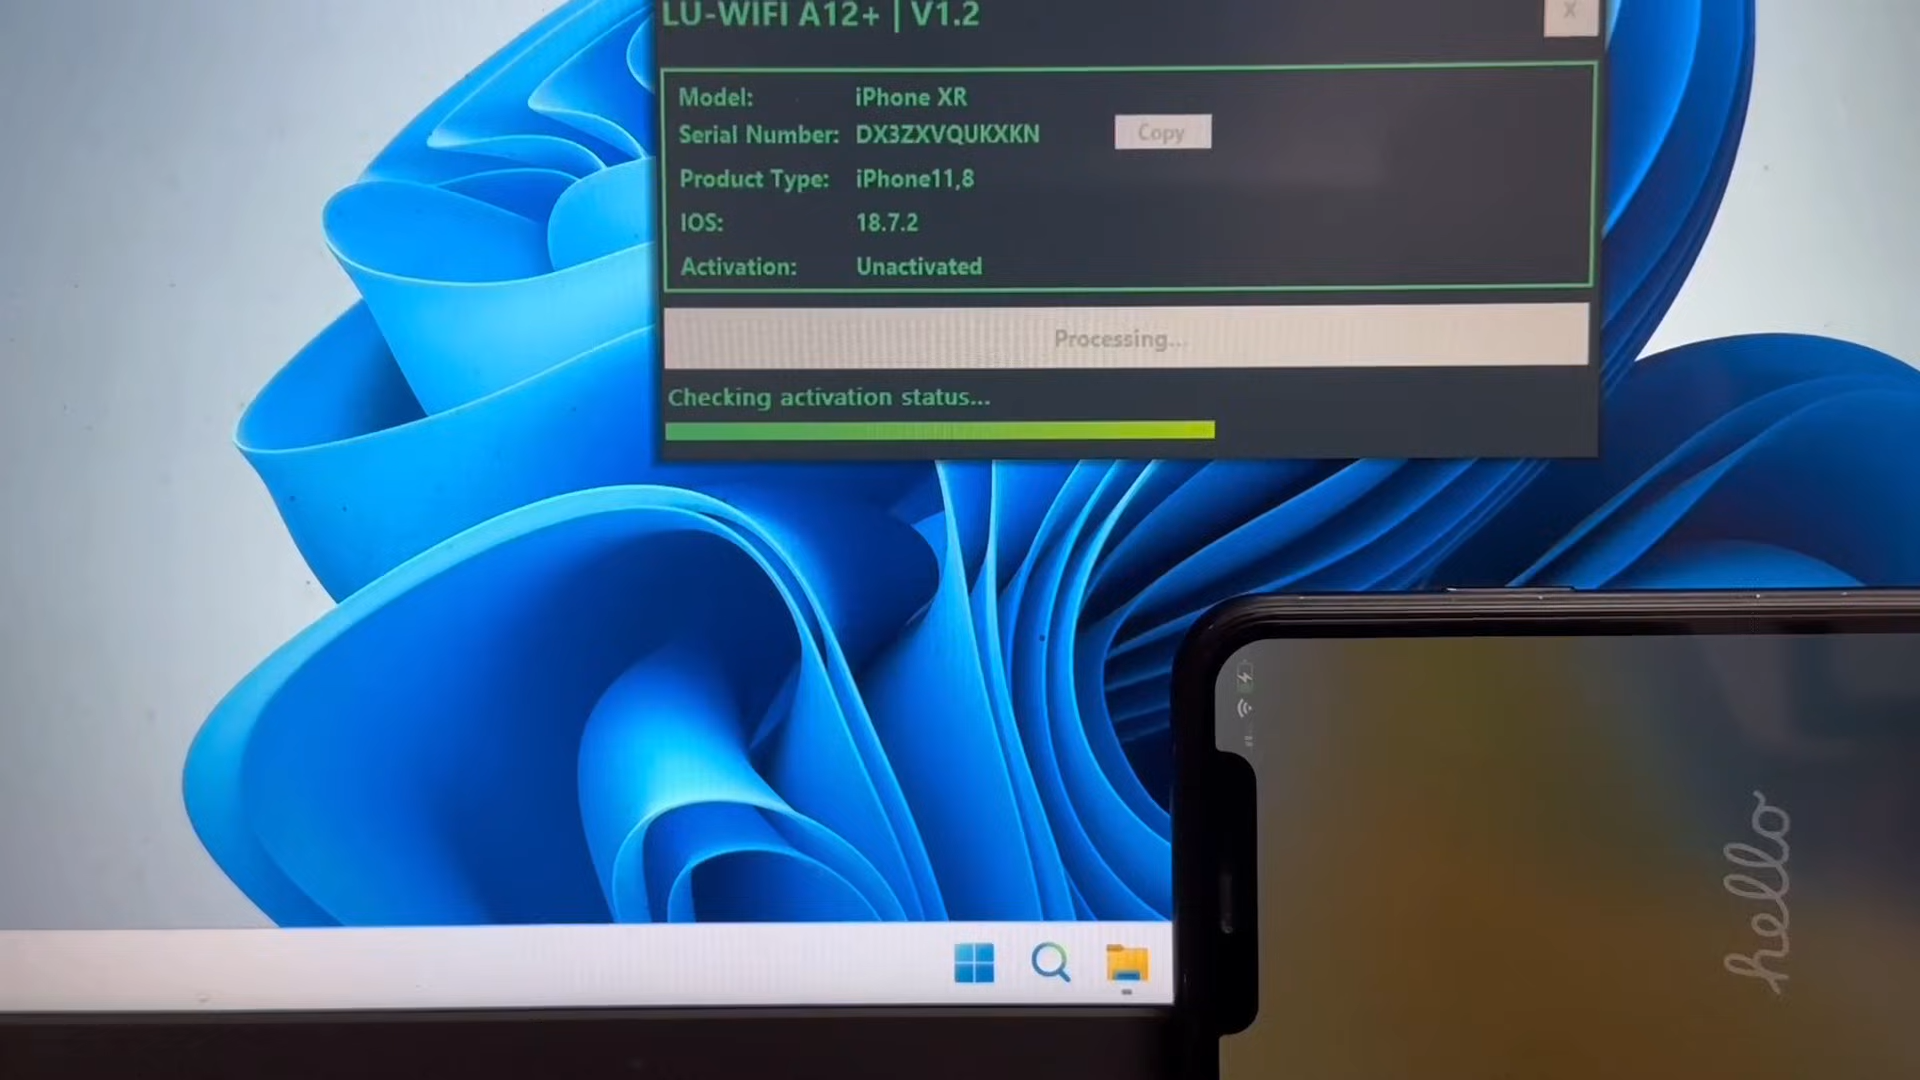 LU-WIFI A12+ | V1.2
X
Model: iPhone XR
Serial Number: DX3ZXVQUKXKN Copy
Product Type: iPhone11,8
IOS: 18.7.2
Activation: Unactivated
Processing...
Checking activation status...
hello